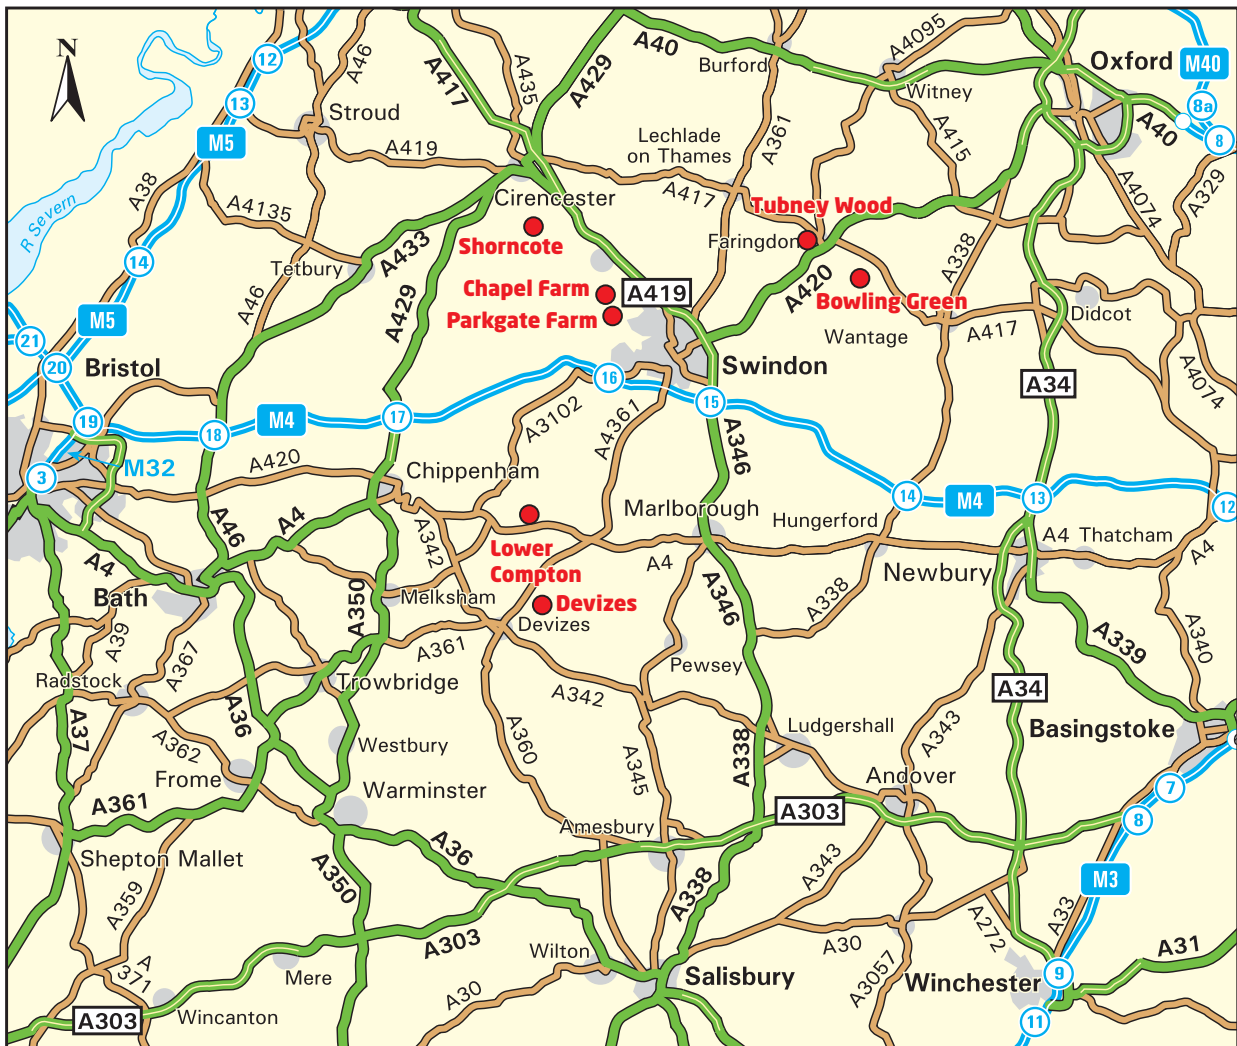 N
12
A46
A417
A435
A429
A40
Burford
A4095
Oxford
M40
8a
8
13
M5
Stroud
A419
Lechlade
on Thames
A361
Witney
A415
A40
A38
A4135
Cirencester
A417
Tubney Wood
A4074
A329
R Severn
Shorncote
Faringdon
A338
14
Tetbury
A433
A46
A429
Chapel Farm
A419
Parkgate Farm
A420
Bowling Green
Didcot
M5
21
20
Bristol
Wantage
A417
Swindon
16
15
A34
A4074
19
M4
17
18
A3102
A4361
A346
M32
3
A420
Chippenham
14
M4
13
12
A46
A4
A342
Marlborough
Hungerford
A4
Thatcham
A4
Lower
Compton
A4
Newbury
A4
Bath
A350
Melksham
Devizes
Devizes
A346
A338
A39
A367
A361
Pewsey
A339
A340
Radstock
Trowbridge
A342
A34
A37
A36
A362
Westbury
A360
A345
A338
Ludgershall
A343
Basingstoke
6
Frome
Warminster
Andover
7
A361
A303
8
Amesbury
Shepton Mallet
A350
A36
A338
A343
M3
A359
A303
A272
A33
A30
A31
A
371
Mere
Wilton
Salisbury
A3057
Winchester
9
A30
A303
Wincanton
11